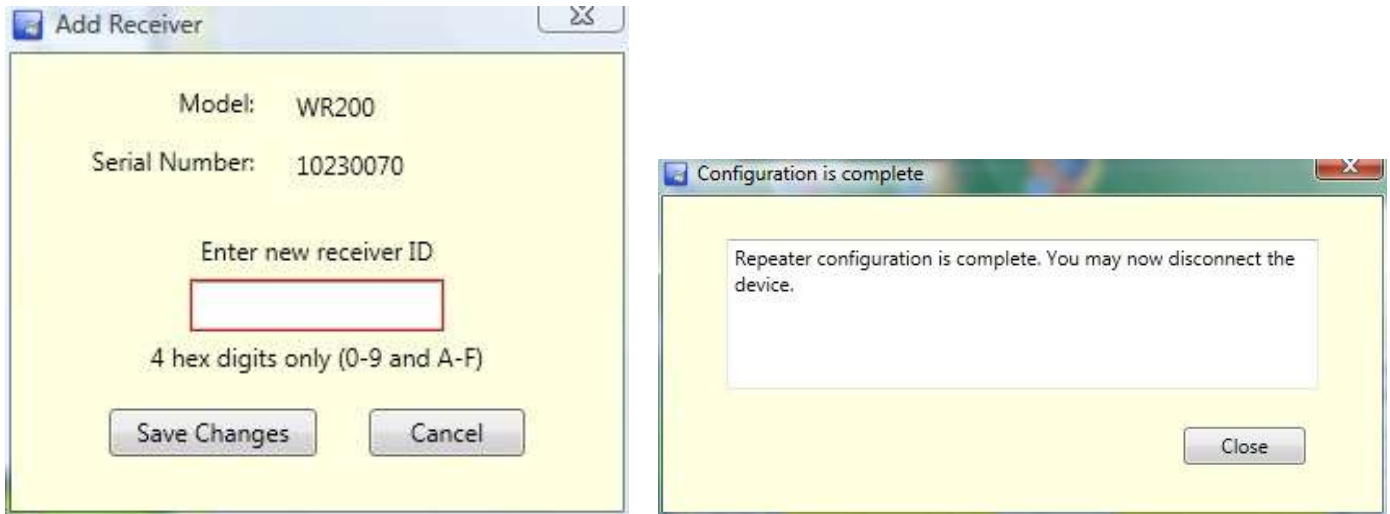 Add Receiver
Model: WR200
Serial Number: 10230070
Enter new receiver ID
4 hex digits only (0-9 and A-F)
Save Changes Cancel
Configuration is complete
Repeater configuration is complete. You may now disconnect the
device.
Close